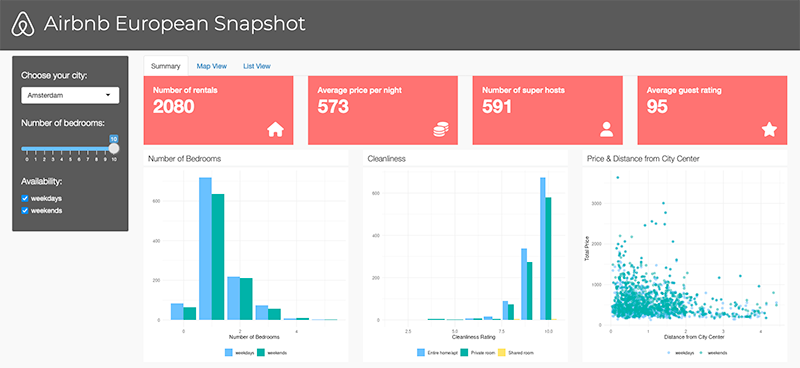 Airbnb European Snapshot
Choose your city:
Amsterdam
Number of bedrooms:
10
0 1 2 3 4 5 6 7 8 9 10
Availability:
weekdays
weekends
Summary Map View List View
Number of rentals
2080
Average price per night
573
Number of super hosts
591
Average guest rating
95
Number of Bedrooms
600
400
200
0
0 2 4
Number of Bedrooms
weekdays weekends
Cleanliness
600
400
200
0
2.5 5.0 7.5 10.0
Cleanliness Rating
Entire home/apt Private room Shared room
Price & Distance from City Center
Total Price
3000
2000
1000
0
0 1 2 3 4
Distance from City Center
weekdays weekends